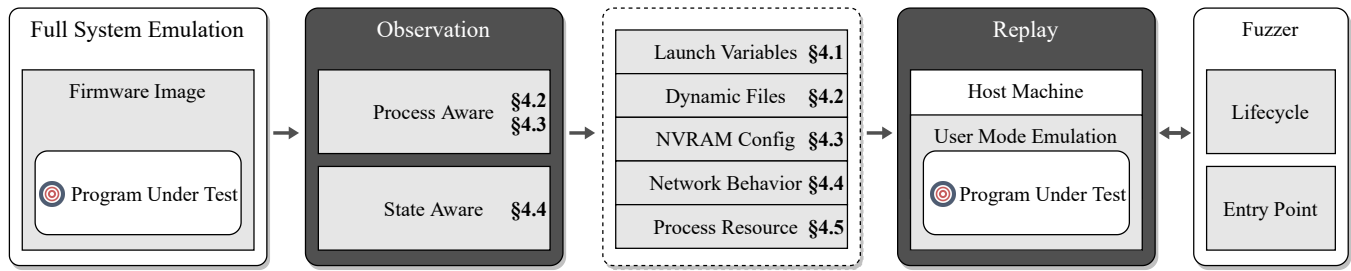 Full System Emulation
Firmware Image
Program Under Test
Observation
Process Aware §4.2
§4.3
State Aware §4.4
Launch Variables §4.1
Dynamic Files §4.2
NVRAM Config §4.3
Network Behavior §4.4
Process Resource §4.5
Replay
Host Machine
User Mode Emulation
Program Under Test
Fuzzer
Lifecycle
Entry Point